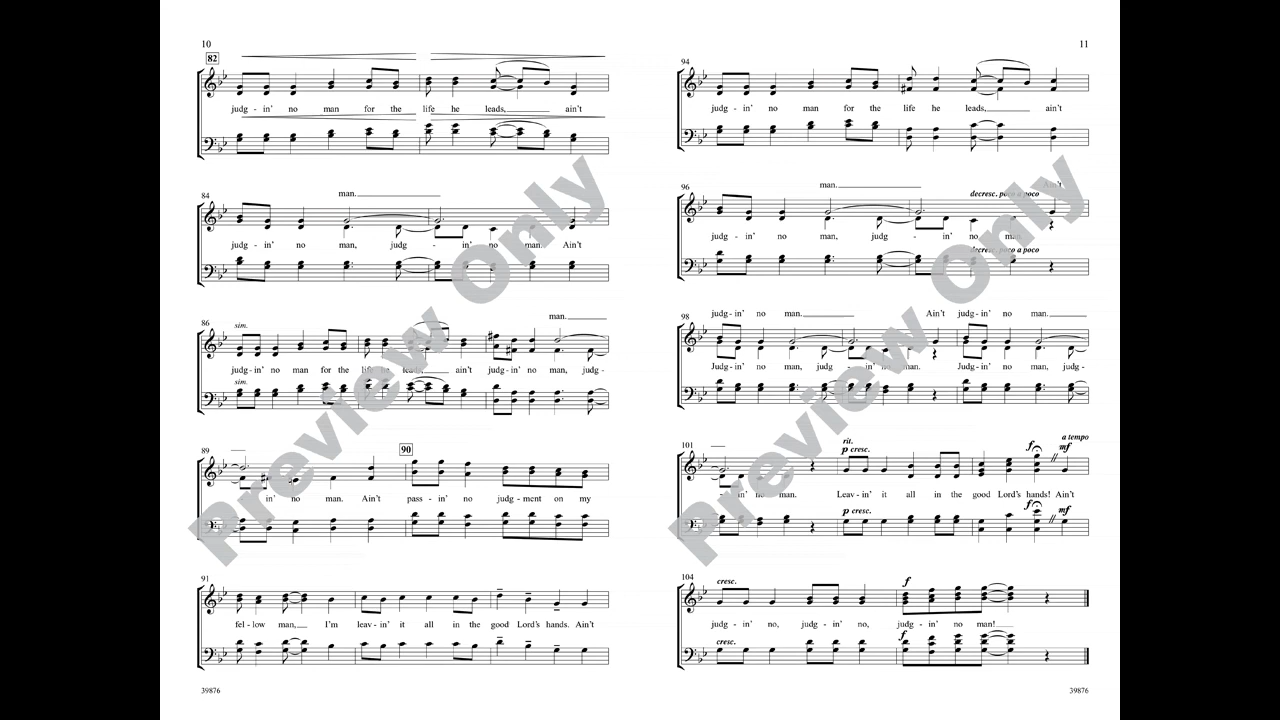 10
82
judg - in' no man for the life he leads, ain't
84
man.
judg - in' no man, judg - in' no man. Ain't
86
sim.
man.
judg - in' no man for the life he leads, ain't judg - in' no man, judg -
sim.
89
90
in' no man. Ain't pass - in' no judg - ment on my
91
fel - low man, I'm leav - in' it all in the good Lord's hands. Ain't
39876
11
94
judg - in' no man for the life he leads, ain't
96
man.
decresc. poco a poco
Ain't
judg - in' no man, judg - in' no man.
decresc. poco a poco
98
judg - in' no man. Ain't judg - in' no man.
Judg - in' no man, judg - in' no man. Judg - in' no man, judg -
101
rit.
p cresc.
f
a tempo
mf
in' no man. Leav - in' it all in the good Lord's hands! Ain't
p cresc.
f
mf
104
cresc.
f
judg - in' no, judg - in' no, judg - in' no man!
cresc.
f
39876
Preview Only
Preview Only